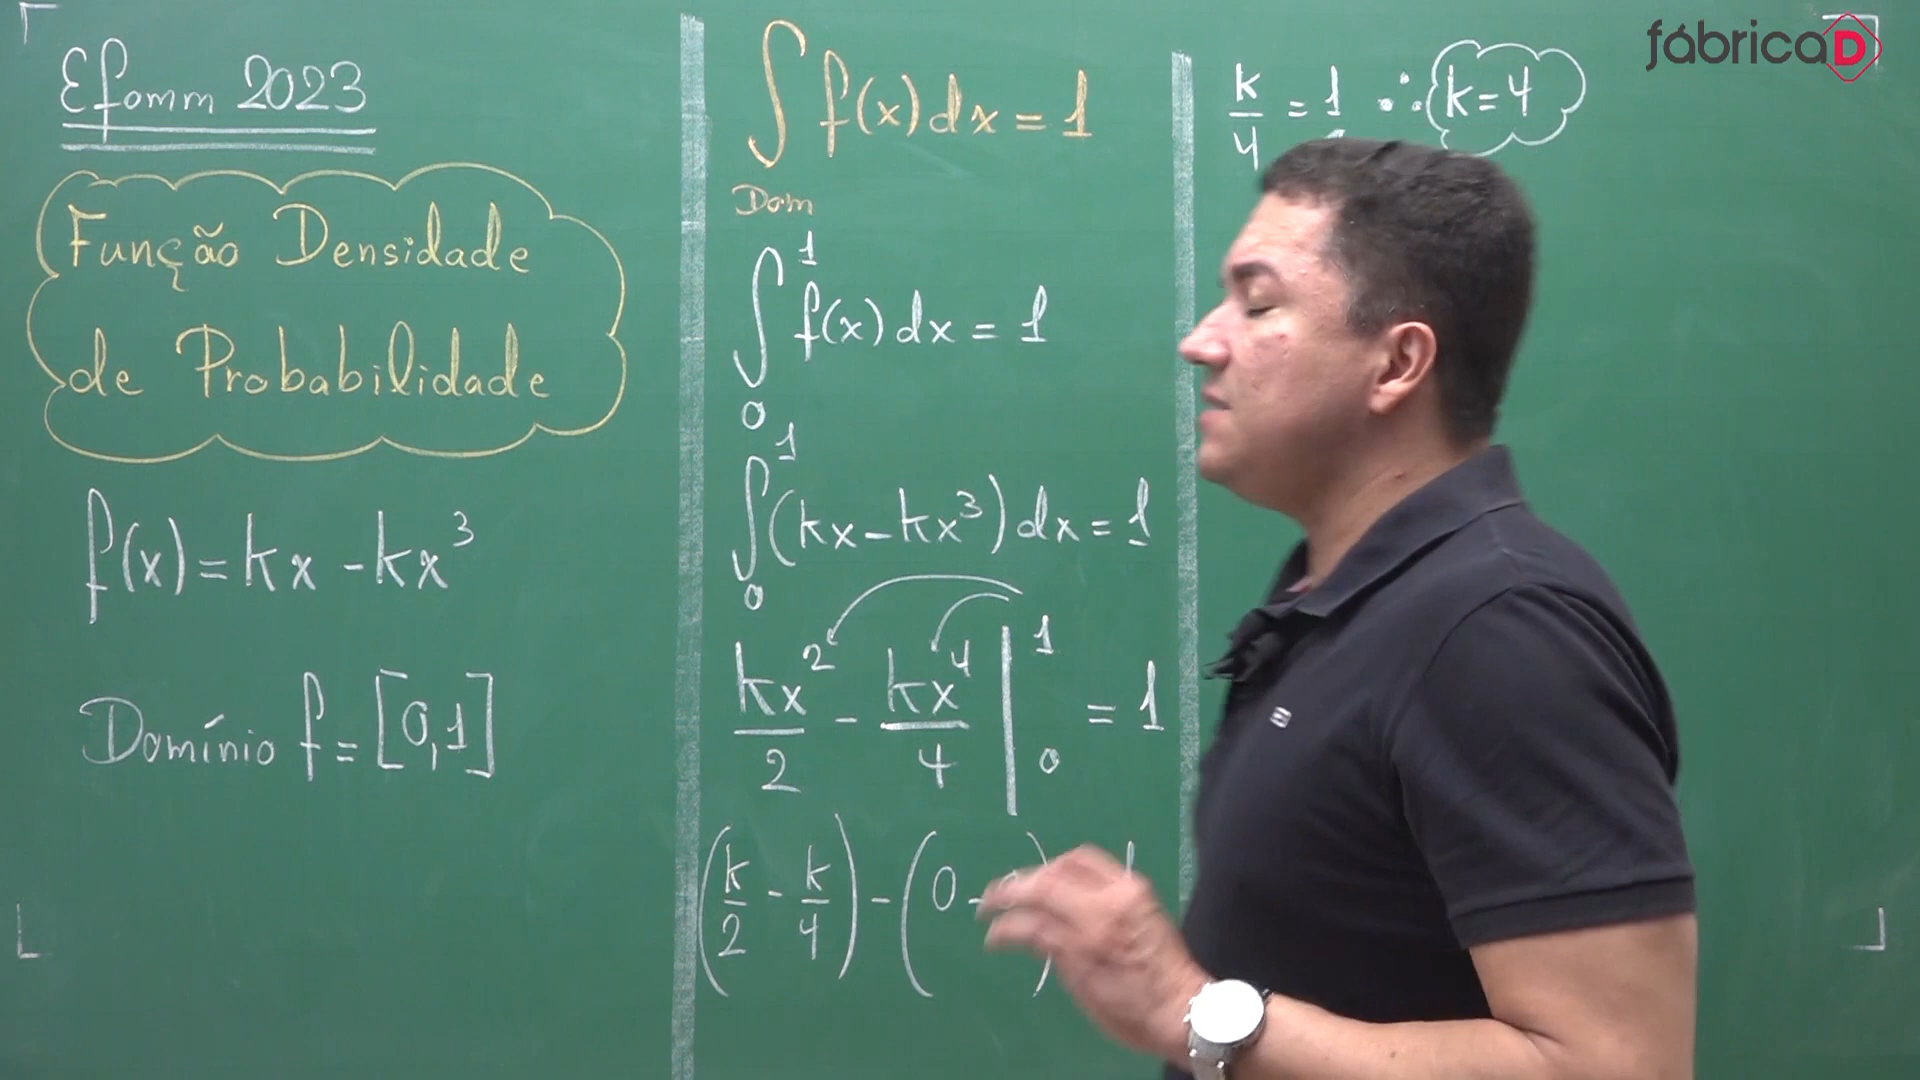 Efomm 2023
Função Densidade
de Probabilidade
f(x) = kx - kx³
Domínio f = [0,1]
∫ f(x) dx = 1
Dom
∫₀¹ f(x) dx = 1
∫₀¹ (kx - kx³) dx = 1
kx²/2 - kx⁴/4 |₀¹ = 1
(k/2 - k/4) - (0 -
k/4 = 1 ∴ k = 4
fábricaD